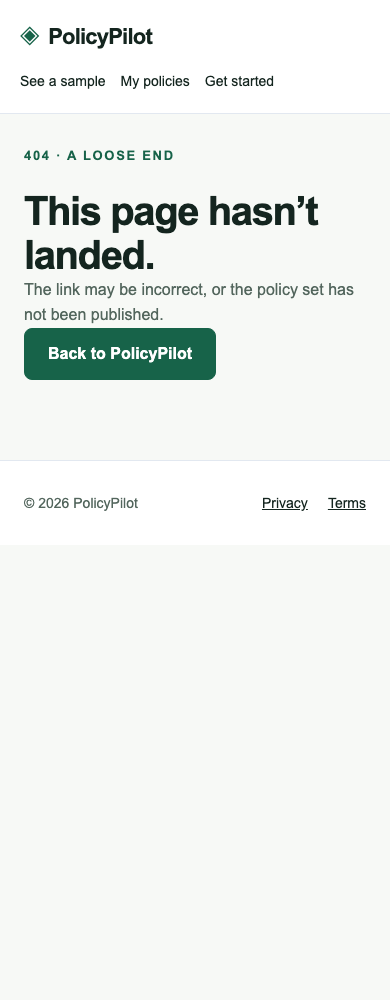 PolicyPilot
See a sample My policies Get started
404 · A LOOSE END
This page hasn’t
landed.
The link may be incorrect, or the policy set has
not been published.
Back to PolicyPilot
© 2026 PolicyPilot Privacy Terms